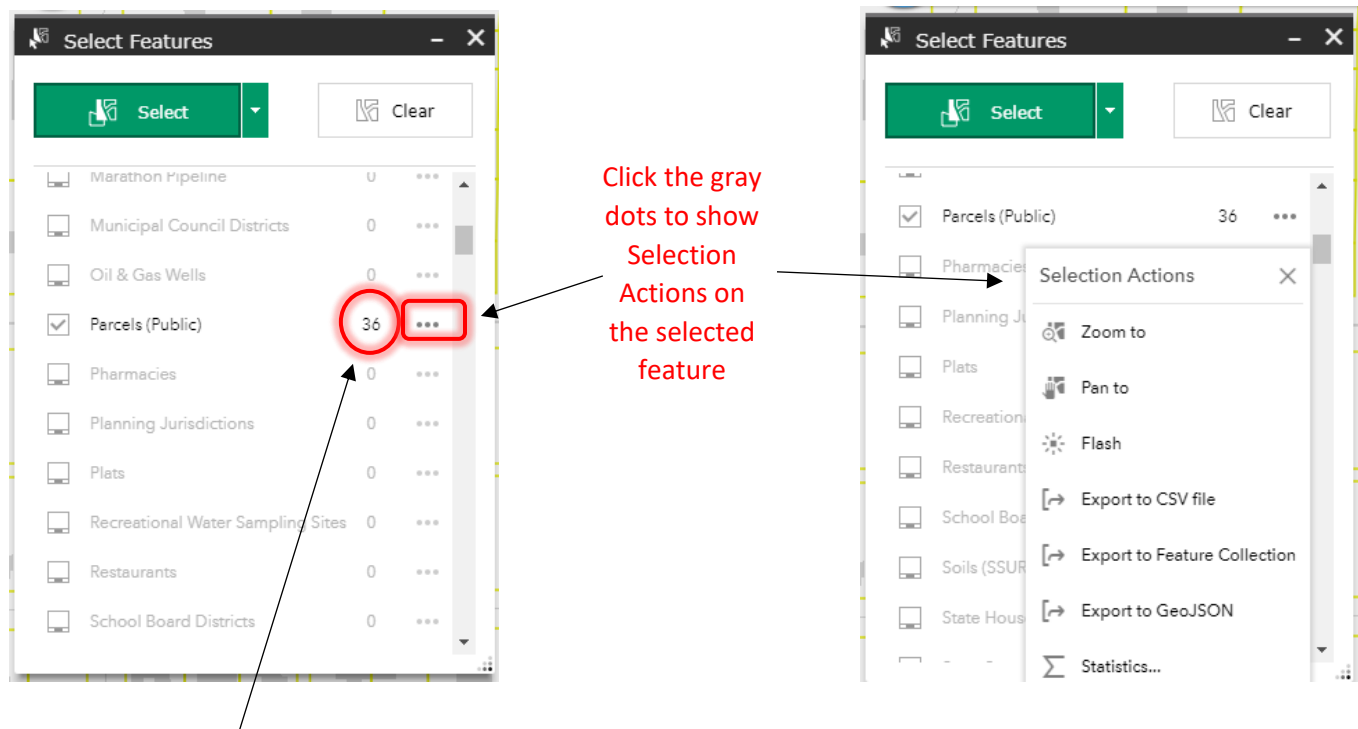 Select Features
Select
Clear
Marathon Pipeline 0
Municipal Council Districts 0
Oil & Gas Wells 0
Parcels (Public) 36
Pharmacies 0
Planning Jurisdictions 0
Plats 0
Recreational Water Sampling Sites 0
Restaurants 0
School Board Districts 0
Click the gray
dots to show
Selection
Actions on
the selected
feature
Select Features
Select
Clear
Parcels (Public) 36
Pharmacies
Planning Ju
Plats
Recreation
Restaurant
School Boa
Soils (SSUR
State Hous
Selection Actions
Zoom to
Pan to
Flash
Export to CSV file
Export to Feature Collection
Export to GeoJSON
Statistics...